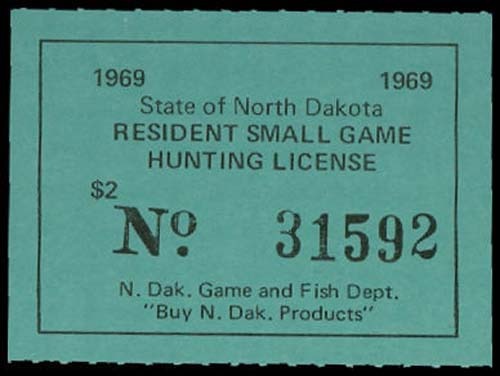 1969 1969
State of North Dakota
RESIDENT SMALL GAME
HUNTING LICENSE
$2
No. 31592
N. Dak. Game and Fish Dept.
"Buy N. Dak. Products"